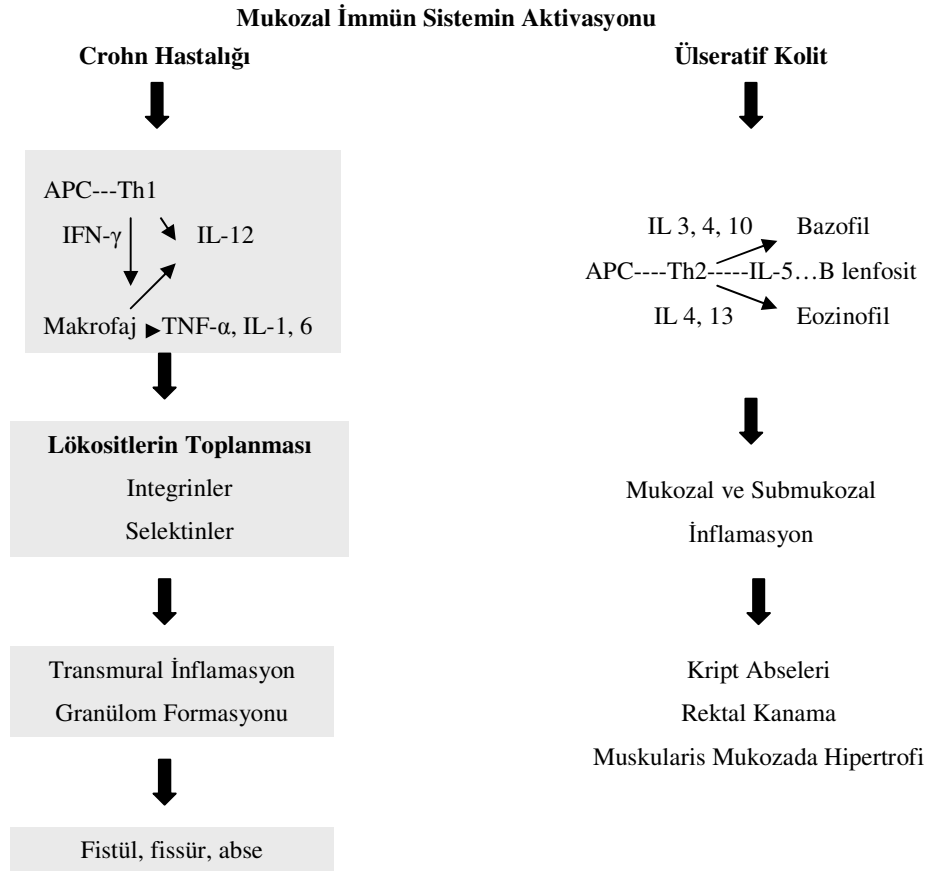 Mukozal İmmün Sistemin Aktivasyonu
Crohn Hastalığı
APC---Th1
IFN-γ IL-12
Makrofaj TNF-α, IL-1, 6
Lökositlerin Toplanması
Integrinler
Selektinler
Transmural İnflamasyon
Granülom Formasyonu
Fistül, fissür, abse
Ülseratif Kolit
IL 3, 4, 10 Bazofil
APC----Th2-----IL-5…B lenfosit
IL 4, 13 Eozinofil
Mukozal ve Submukozal
İnflamasyon
Kript Abseleri
Rektal Kanama
Muskularis Mukozada Hipertrofi